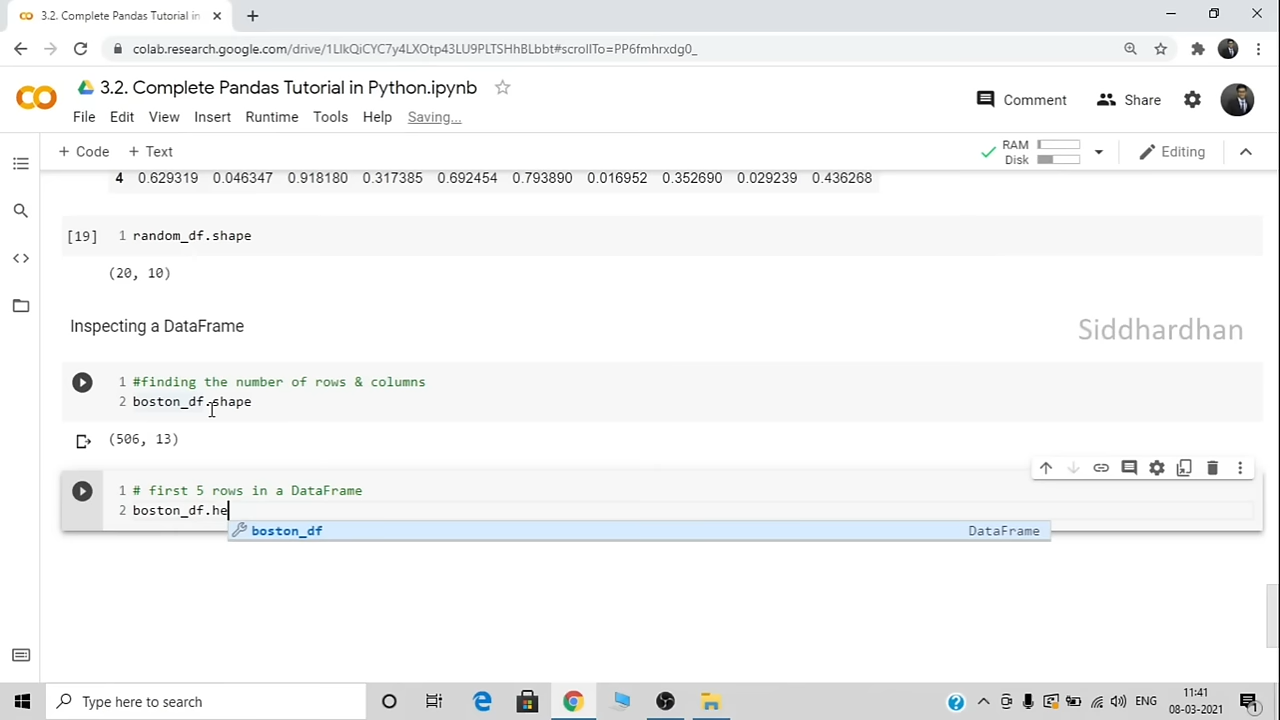 3.2. Complete Pandas Tutorial in
colab.research.google.com/drive/1LIkQiCYC7y4LXOtp43LU9PLTSHhBLbbt#scrollTo=PP6fmhrxdg0_
3.2. Complete Pandas Tutorial in Python.ipynb
Comment Share
File Edit View Insert Runtime Tools Help Saving...
+ Code + Text RAM Disk Editing
4 0.629319 0.046347 0.918180 0.317385 0.692454 0.793890 0.016952 0.352690 0.029239 0.436268
[19] 1 random_df.shape
(20, 10)
Inspecting a DataFrame
Siddhardhan
1 #finding the number of rows & columns
2 boston_df.shape
(506, 13)
1 # first 5 rows in a DataFrame
2 boston_df.he
boston_df DataFrame
Type here to search
ENG
11:41
08-03-2021
1